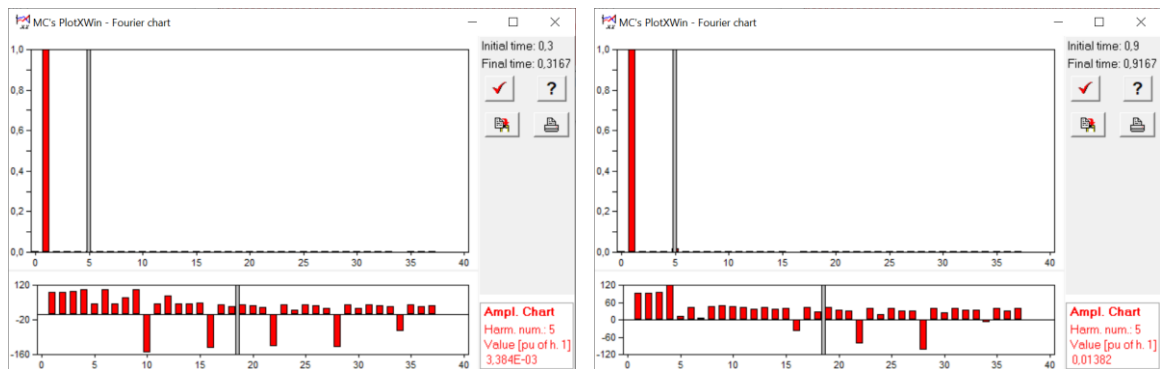 MC's PlotXWin - Fourier chart
1,0
0,8
0,6
0,4
0,2
0,0
0 5 10 15 20 25 30 35 40
120
-20
-160
0 5 10 15 20 25 30 35 40
Initial time: 0,3
Final time: 0,3167
?
Ampl. Chart
Harm. num.: 5
Value [pu of h. 1]
3,384E-03
MC's PlotXWin - Fourier chart
1,0
0,8
0,6
0,4
0,2
0,0
0 5 10 15 20 25 30 35 40
120
60
0
-60
-120
0 5 10 15 20 25 30 35 40
Initial time: 0,9
Final time: 0,9167
?
Ampl. Chart
Harm. num.: 5
Value [pu of h. 1]
0,01382